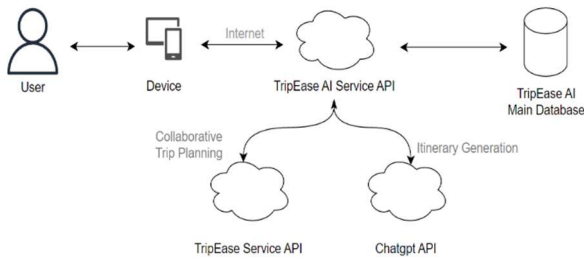 Internet
User
Device
TripEase AI Service API
TripEase AI
Main Database
Collaborative
Trip Planning
Itinerary Generation
TripEase Service API
Chatgpt API